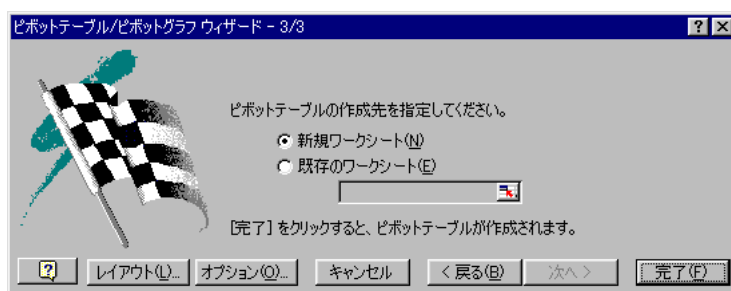 ピボットテーブル/ピボットグラフ ウィザード - 3/3
ピボットテーブルの作成先を指定してください。
新規ワークシート(N)
既存のワークシート(E)
[完了] をクリックすると、ピボットテーブルが作成されます。
レイアウト(L)... オプション(O)... キャンセル < 戻る(B) 次へ > 完了(F)